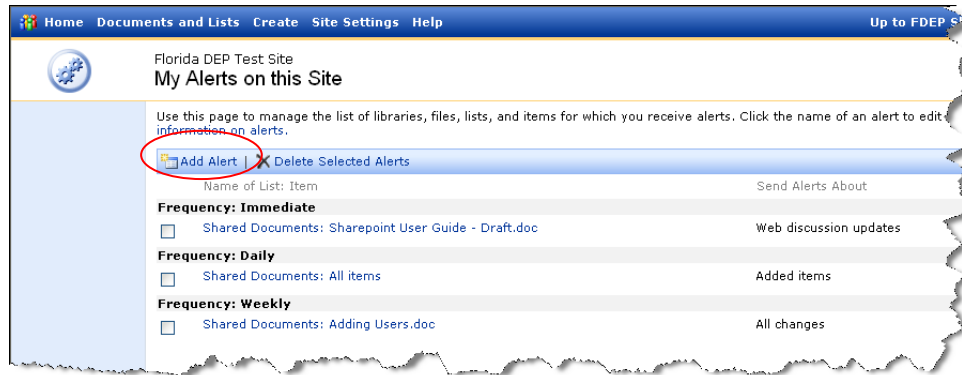 Home Documents and Lists Create Site Settings Help Up to FDEP
Florida DEP Test Site
My Alerts on this Site
Use this page to manage the list of libraries, files, lists, and items for which you receive alerts. Click the name of an alert to edit
information on alerts.
Add Alert | Delete Selected Alerts
Name of List: Item Send Alerts About
Frequency: Immediate
Shared Documents: Sharepoint User Guide - Draft.doc Web discussion updates
Frequency: Daily
Shared Documents: All items Added items
Frequency: Weekly
Shared Documents: Adding Users.doc All changes